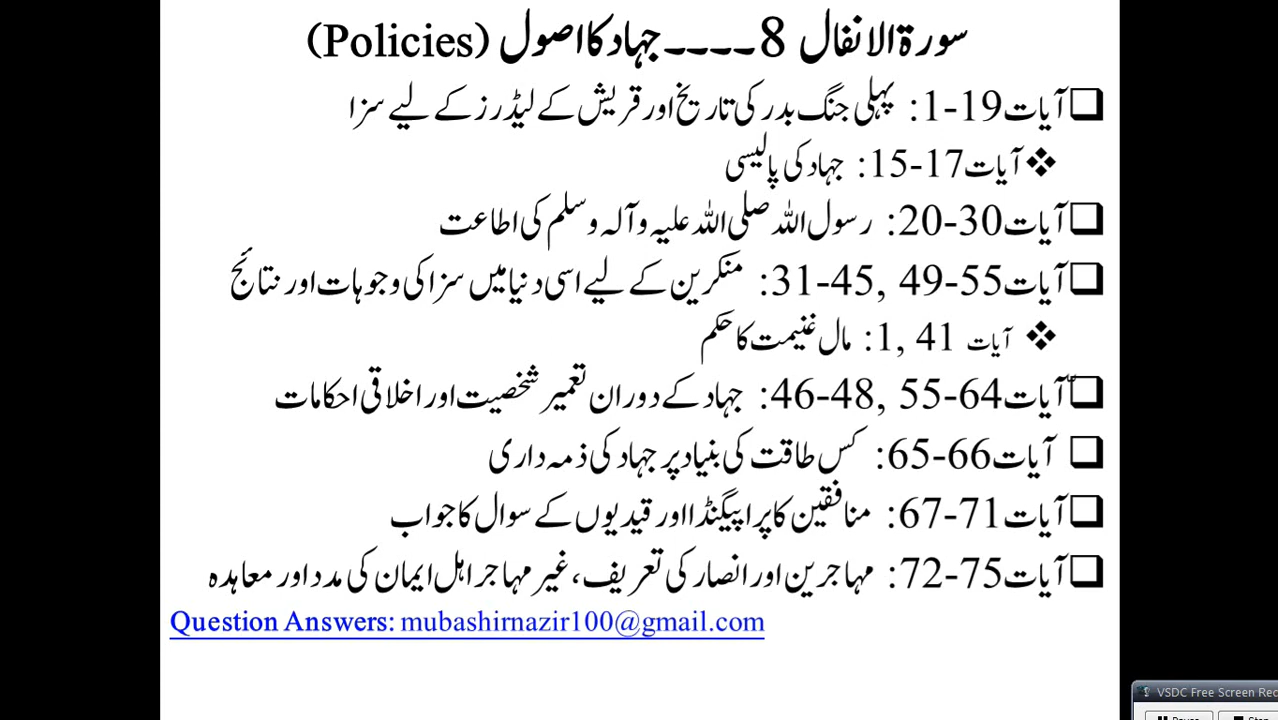 سورۃ الانفال 8 ۔۔۔۔ جہاد کا اصول (Policies)
آیات 1-19: پہلی جنگ بدر کی تاریخ اور قریش کے لیڈرز کے لیے سزا
آیات 15-17: جہاد کی پالیسی
آیات 20-30: رسول اللہ صلی اللہ علیہ وآلہ وسلم کی اطاعت
آیات 31-45, 49-55: منکرین کے لیے اسی دنیا میں سزا کی وجوہات اور نتائج
آیات 1, 41: مال غنیمت کا حکم
آیات 46-48, 55-64: جہاد کے دوران تعمیر شخصیت اور اخلاقی احکامات
آیات 65-66: کس طاقت کی بنیاد پر جہاد کی ذمہ داری
آیات 67-71: منافقین کا پراپیگنڈا اور قیدیوں کے سوال کا جواب
آیات 72-75: مہاجرین اور انصار کی تعریف، غیر مہاجر اہل ایمان کی مدد اور معاہدہ
Question Answers: mubashirnazir100@gmail.com
VSDC Free Screen Rec
Pause